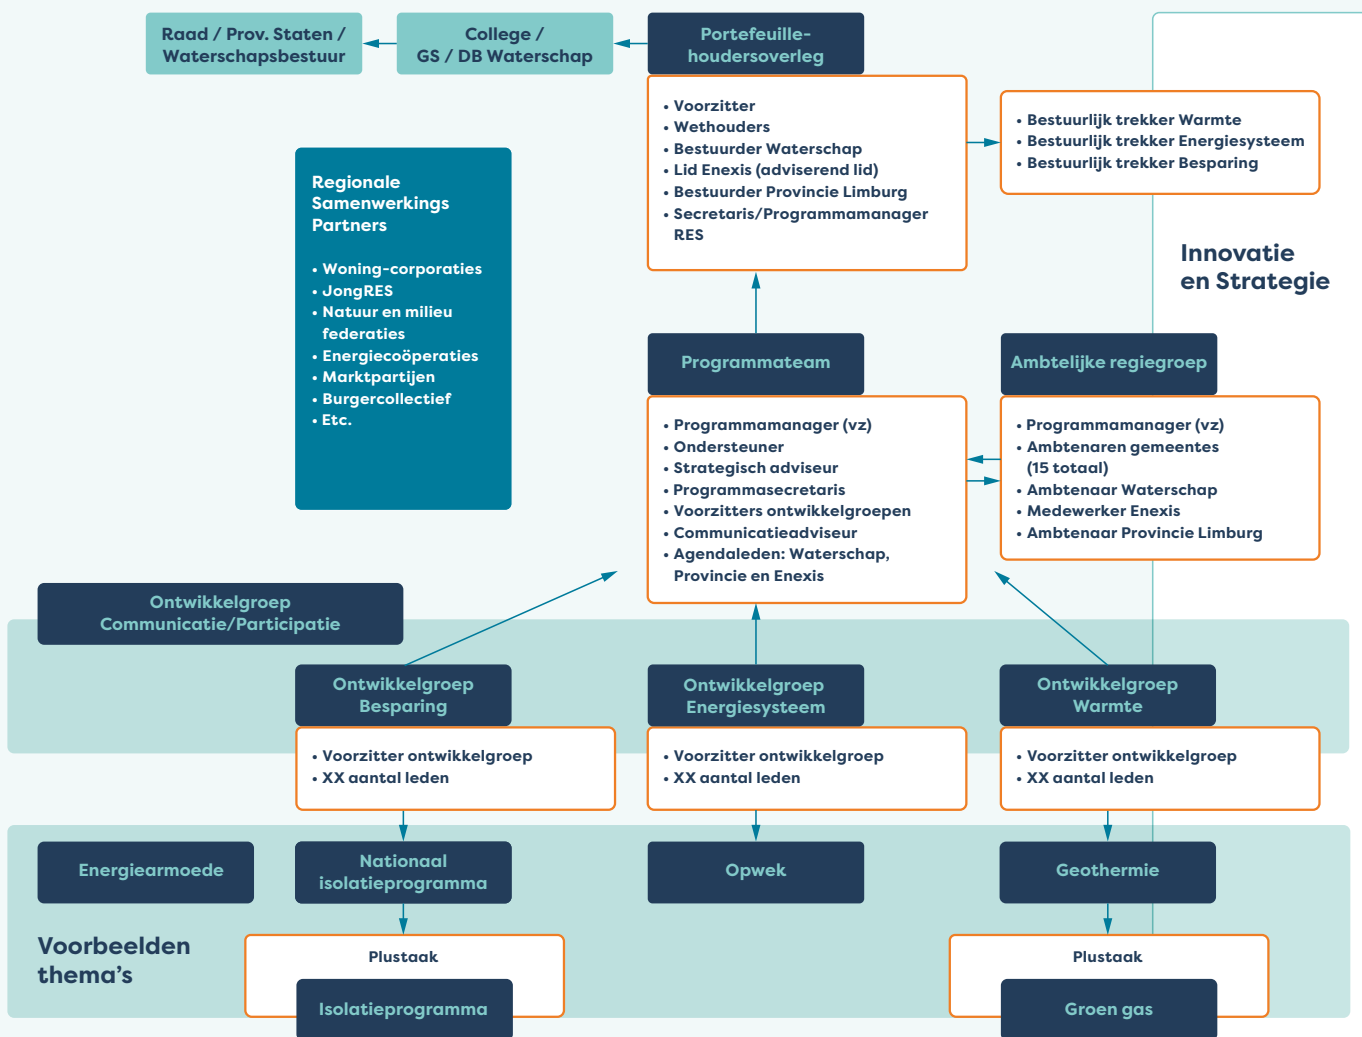 Raad / Prov. Staten /
Waterschapsbestuur
College /
GS / DB Waterschap
Portefeuille-
houdersoverleg
• Voorzitter
• Wethouders
• Bestuurder Waterschap
• Lid Enexis (adviserend lid)
• Bestuurder Provincie Limburg
• Secretaris/Programmamanager
RES
• Bestuurlijk trekker Warmte
• Bestuurlijk trekker Energiesysteem
• Bestuurlijk trekker Besparing
Regionale
Samenwerkings
Partners
• Woning-corporaties
• JongRES
• Natuur en milieu
federaties
• Energiecoöperaties
• Marktpartijen
• Burgercollectief
• Etc.
Innovatie
en Strategie
Programmateam
• Programmamanager (vz)
• Ondersteuner
• Strategisch adviseur
• Programmasecretaris
• Voorzitters ontwikkelgroepen
• Communicatieadviseur
• Agendaleden: Waterschap,
Provincie en Enexis
Ambtelijke regiegroep
• Programmamanager (vz)
• Ambtenaren gemeentes
(15 totaal)
• Ambtenaar Waterschap
• Medewerker Enexis
• Ambtenaar Provincie Limburg
Ontwikkelgroep
Communicatie/Participatie
Ontwikkelgroep
Besparing
• Voorzitter ontwikkelgroep
• XX aantal leden
Ontwikkelgroep
Energiesysteem
• Voorzitter ontwikkelgroep
• XX aantal leden
Ontwikkelgroep
Warmte
• Voorzitter ontwikkelgroep
• XX aantal leden
Energiearmoede
Nationaal
isolatieprogramma
Opwek
Geothermie
Voorbeelden
thema's
Plustaak
Isolatieprogramma
Plustaak
Groen gas